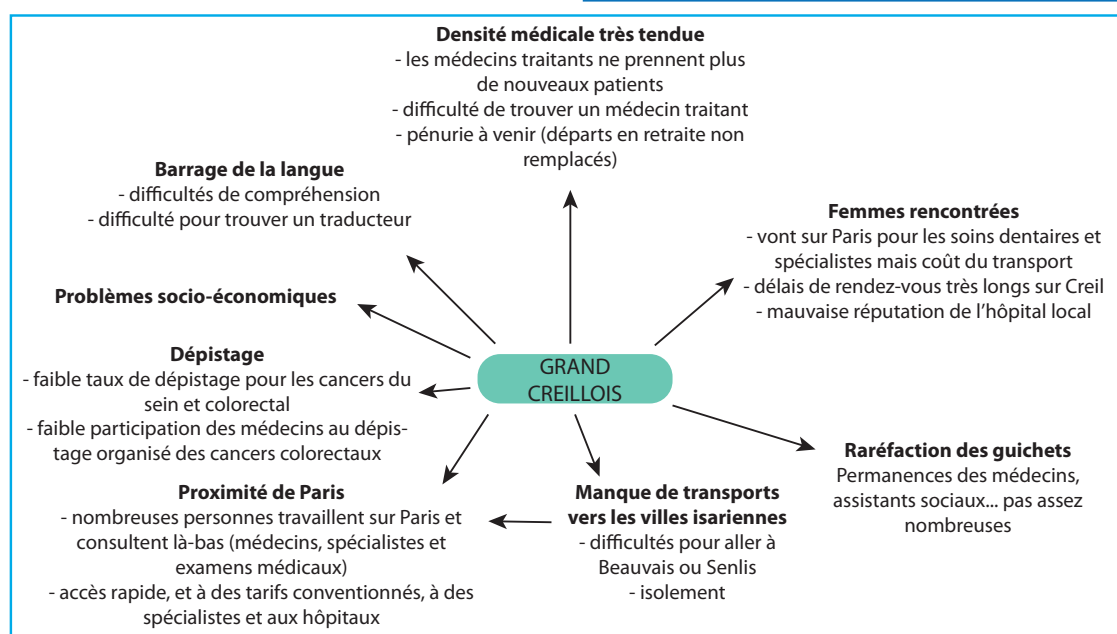 Densité médicale très tendue
- les médecins traitants ne prennent plus
de nouveaux patients
- difficulté de trouver un médecin traitant
- pénurie à venir (départs en retraite non
remplacés)
Barrage de la langue
- difficultés de compréhension
- difficulté pour trouver un traducteur
Femmes rencontrées
- vont sur Paris pour les soins dentaires et
spécialistes mais coût du transport
- délais de rendez-vous très longs sur Creil
- mauvaise réputation de l'hôpital local
Problèmes socio-économiques
GRAND
CREILLOIS
Dépistage
- faible taux de dépistage pour les cancers du
sein et colorectal
- faible participation des médecins au dépis-
tage organisé des cancers colorectaux
Raréfaction des guichets
Permanences des médecins,
assistants sociaux... pas assez
nombreuses
Proximité de Paris
- nombreuses personnes travaillent sur Paris et
consultent là-bas (médecins, spécialistes et
examens médicaux)
- accès rapide, et à des tarifs conventionnés, à des
spécialistes et aux hôpitaux
Manque de transports
vers les villes isariennes
- difficultés pour aller à
Beauvais ou Senlis
- isolement